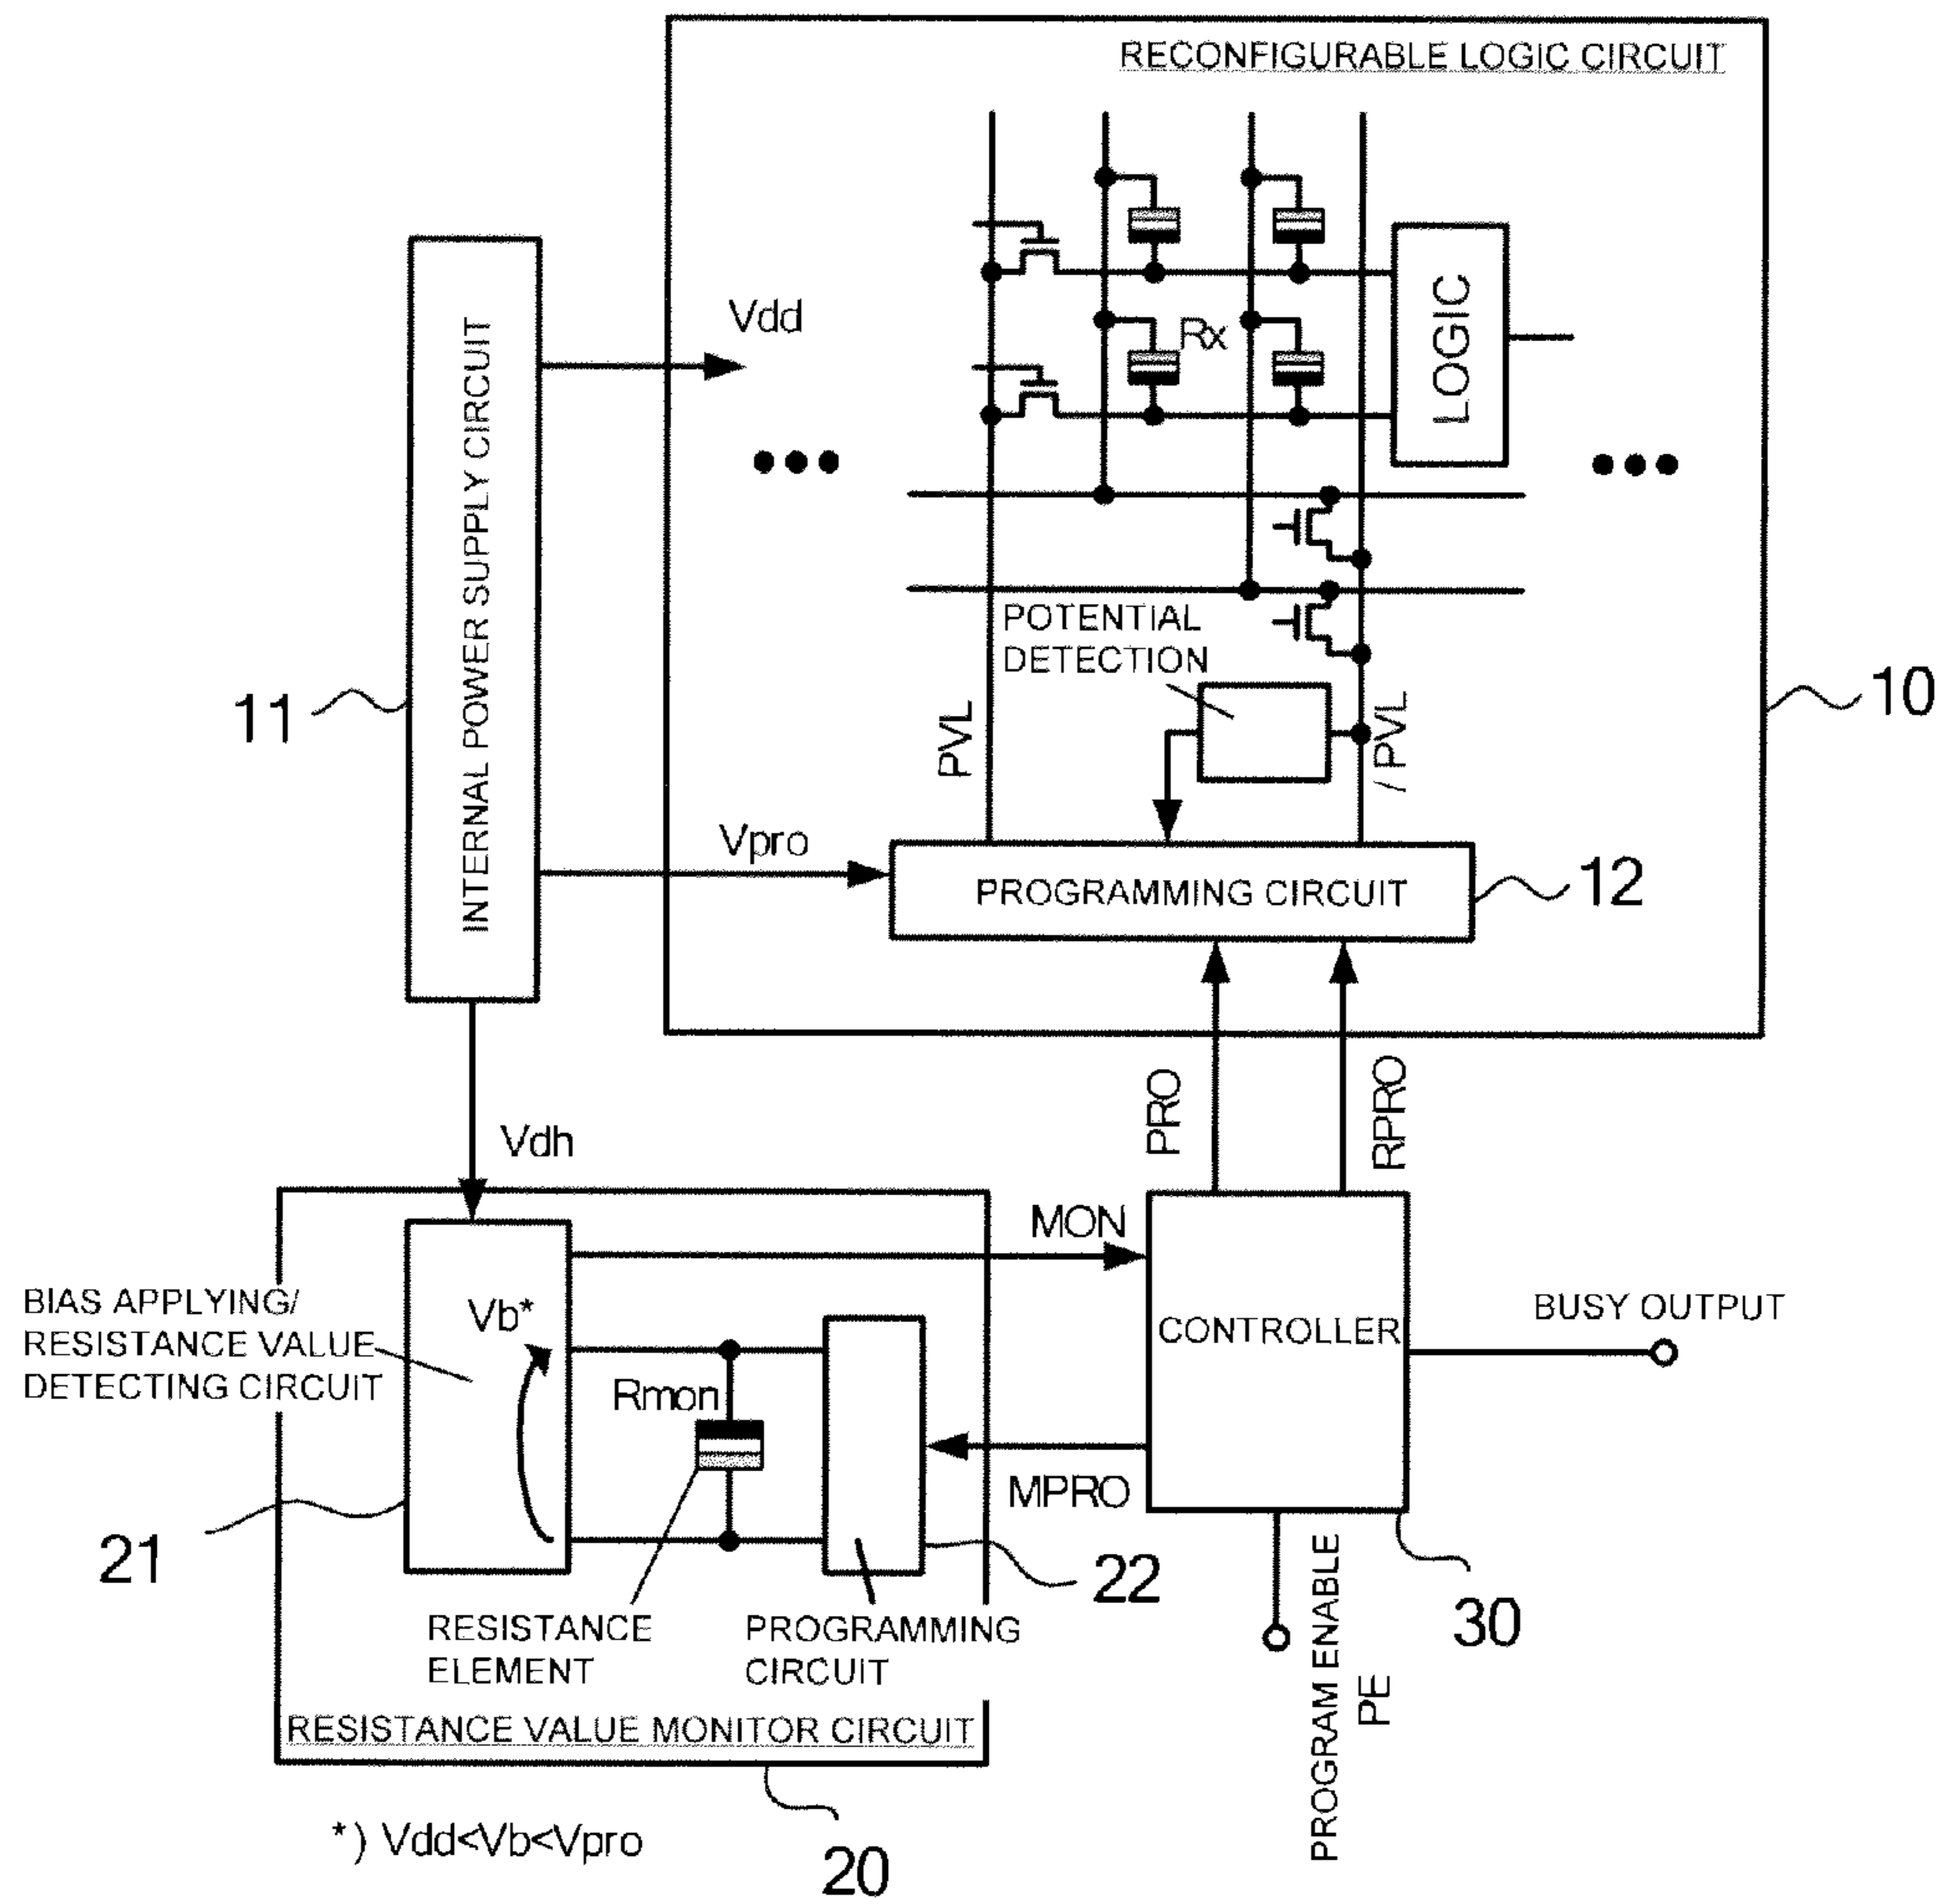 RECONFIGURABLE LOGIC CIRCUIT
INTERNAL POWER SUPPLY CIRCUIT
Vdd
Rx
LOGIC
POTENTIAL
DETECTION
11
10
PVL
/ PVL
Vpro
PROGRAMMING CIRCUIT
12
PRO
RPRO
Vdh
MON
BIAS APPLYING/
RESISTANCE VALUE
DETECTING CIRCUIT
Vb*
Rmon
CONTROLLER
BUSY OUTPUT
MPRO
21
22
30
RESISTANCE
ELEMENT
PROGRAMMING
CIRCUIT
PROGRAM ENABLE
PE
RESISTANCE VALUE MONITOR CIRCUIT
*) Vdd<Vb<Vpro
20